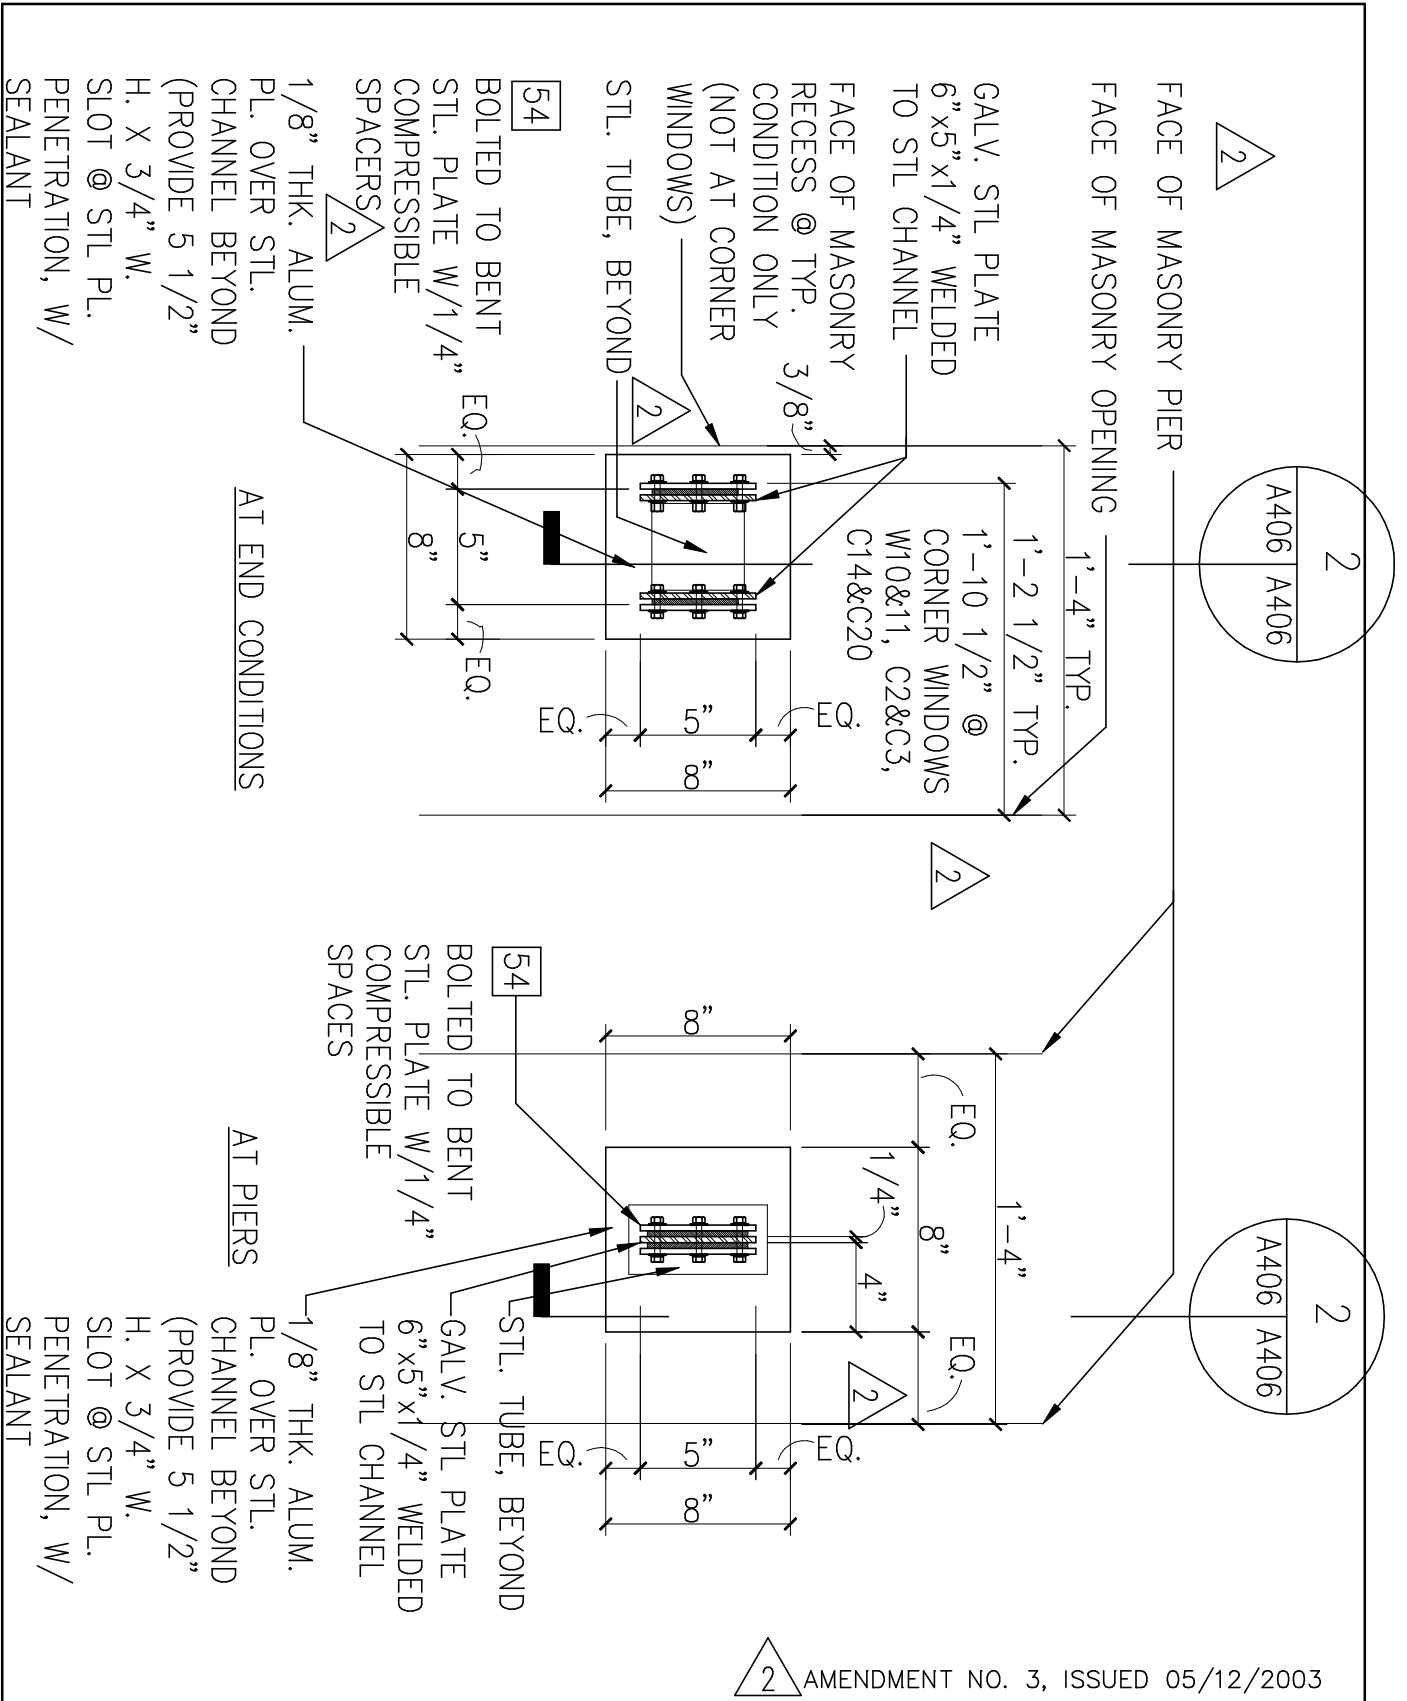 2
FACE OF MASONRY PIER
FACE OF MASONRY OPENING
GALV. STL PLATE
6"x5"x1/4" WELDED
TO STL CHANNEL
FACE OF MASONRY
RECESS @ TYP.
CONDITION ONLY
(NOT AT CORNER
WINDOWS)
STL. TUBE, BEYOND
54
BOLTED TO BENT
STL. PLATE W/1/4"
COMPRESSIBLE
SPACERS
2
1/8" THK. ALUM.
PL. OVER STL.
CHANNEL BEYOND
(PROVIDE 5 1/2"
H. X 3/4" W.
SLOT @ STL PL.
PENETRATION, W/
SEALANT
2
A406 A406
1'-4" TYP.
1'-2 1/2" TYP.
1'-10 1/2" @
CORNER WINDOWS
W10&11, C2&C3,
C14&C20
3/8"
2
EQ.
5"
EQ.
8"
EQ.
5"
EQ.
8"
AT END CONDITIONS
2
2
A406 A406
1'-4"
EQ.
8"
EQ.
1/4"
4"
2
8"
EQ.
5"
EQ.
8"
54
BOLTED TO BENT
STL. PLATE W/1/4"
COMPRESSIBLE
SPACES
STL. TUBE, BEYOND
GALV. STL PLATE
6"x5"x1/4" WELDED
TO STL CHANNEL
1/8" THK. ALUM.
PL. OVER STL.
CHANNEL BEYOND
(PROVIDE 5 1/2"
H. X 3/4" W.
SLOT @ STL PL.
PENETRATION, W/
SEALANT
AT PIERS
2 AMENDMENT NO. 3, ISSUED 05/12/2003